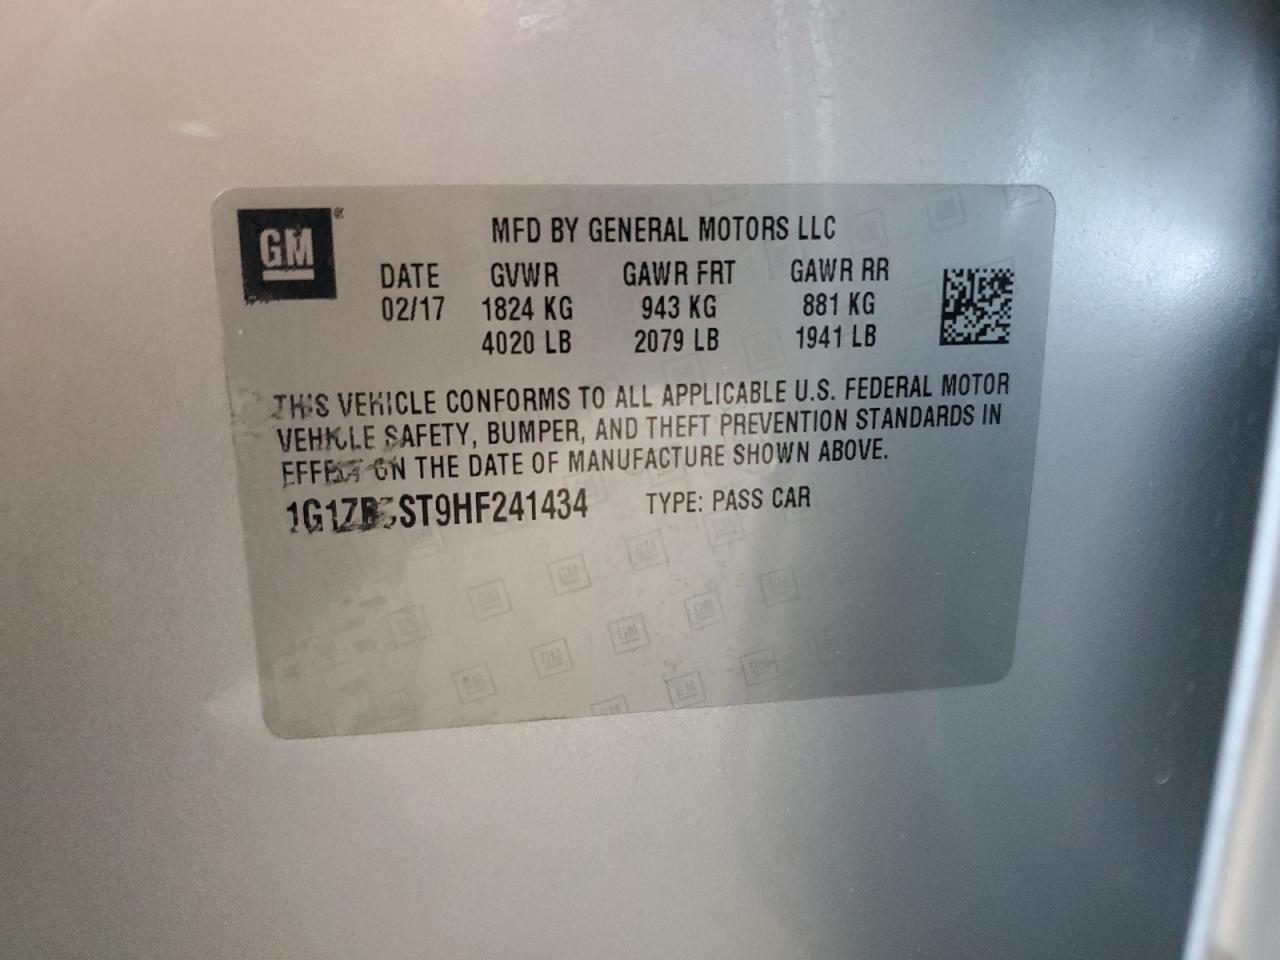 GM®
MFD BY GENERAL MOTORS LLC
DATE GVWR GAWR FRT GAWR RR
02/17 1824 KG 943 KG 881 KG
4020 LB 2079 LB 1941 LB
THIS VEHICLE CONFORMS TO ALL APPLICABLE U.S. FEDERAL MOTOR
VEHICLE SAFETY, BUMPER, AND THEFT PREVENTION STANDARDS IN
EFFECT ON THE DATE OF MANUFACTURE SHOWN ABOVE.
1G1ZB5ST9HF241434 TYPE: PASS CAR